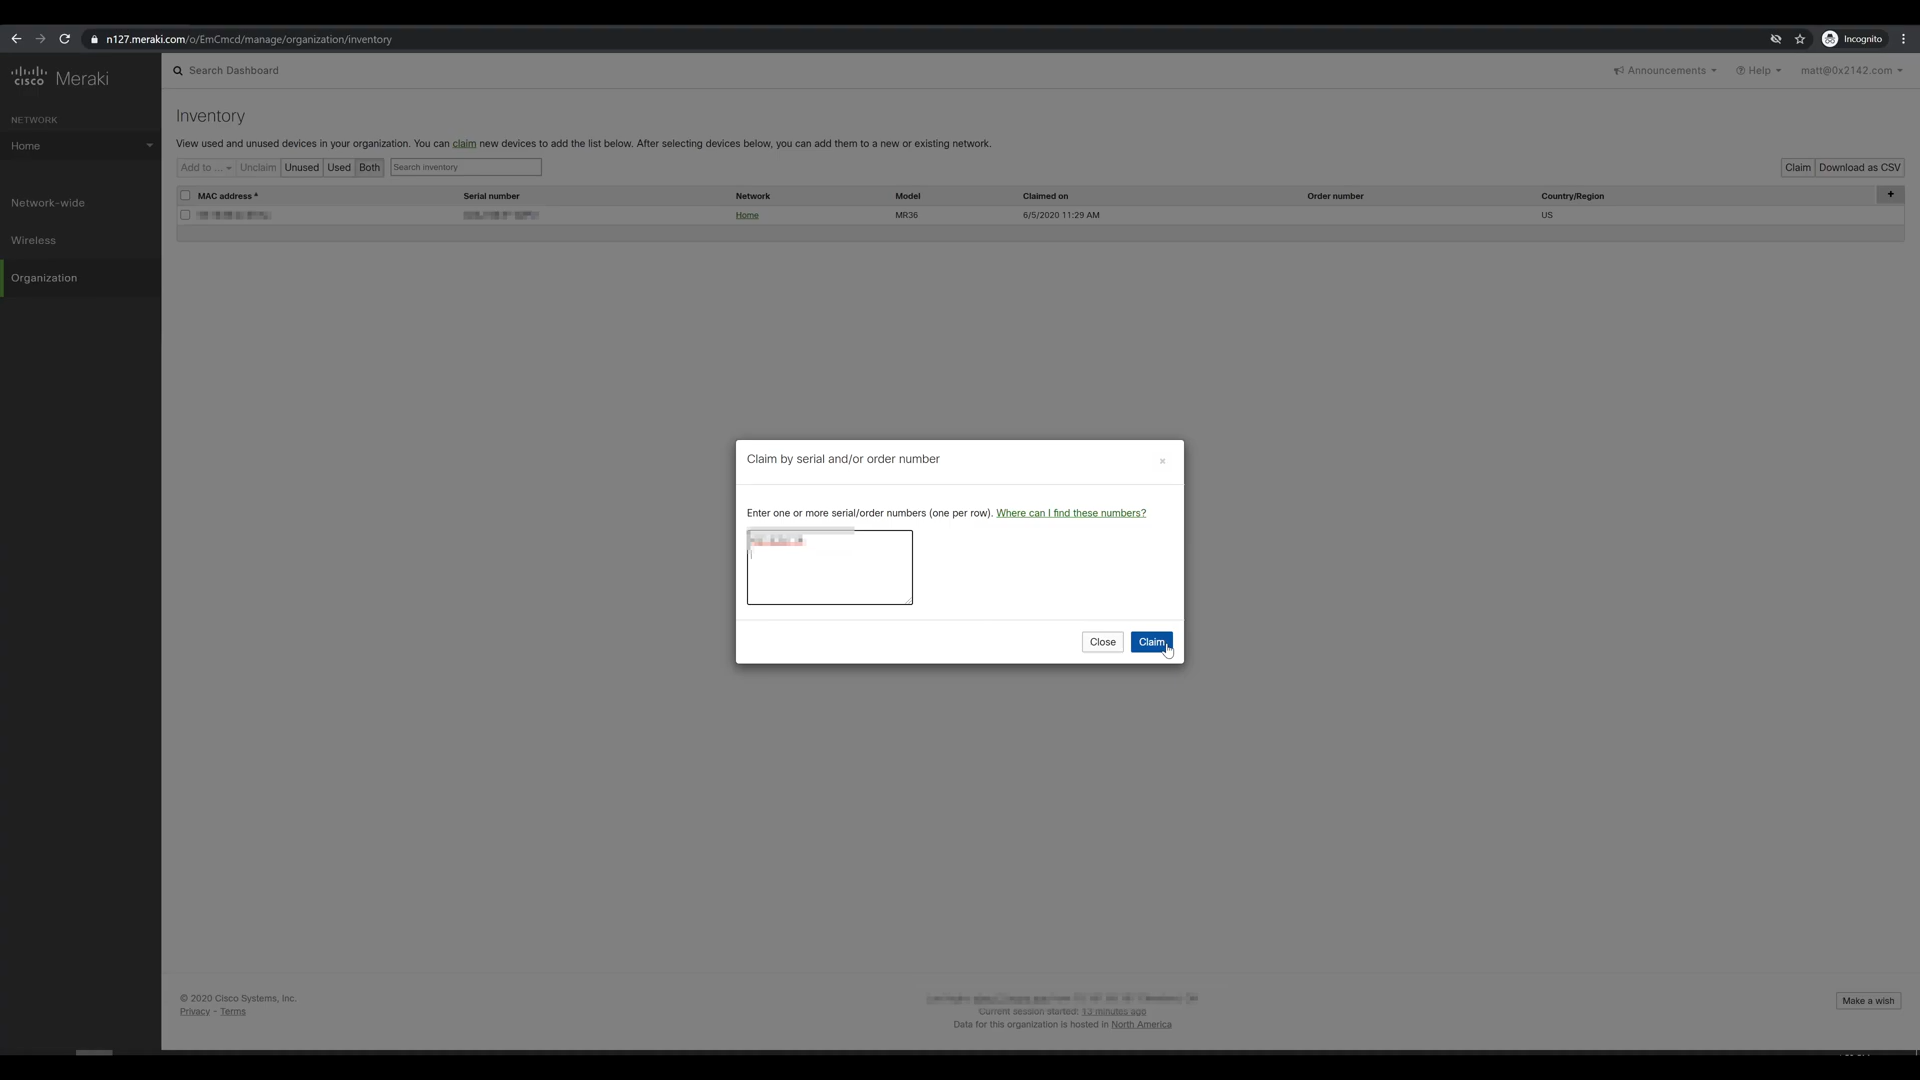 n127.meraki.com/o/EmCmcd/manage/organization/inventory
Incognito
CISCO Meraki
Search Dashboard
Announcements
Help
matt@0x2142.com
NETWORK
Home
Network-wide
Wireless
Organization
Inventory
View used and unused devices in your organization. You can claim new devices to add the list below. After selecting devices below, you can add them to a new or existing network.
Add to ... Unclaim Unused Used Both Search inventory Claim Download as CSV
MAC address Serial number Network Model Claimed on Order number Country/Region +
Home MR36 6/5/2020 11:29 AM US
Claim by serial and/or order number ×
Enter one or more serial/order numbers (one per row). Where can I find these numbers?
Close Claim
© 2020 Cisco Systems, Inc.
Privacy - Terms
Current session started: 13 minutes ago
Data for this organization is hosted in North America
Make a wish